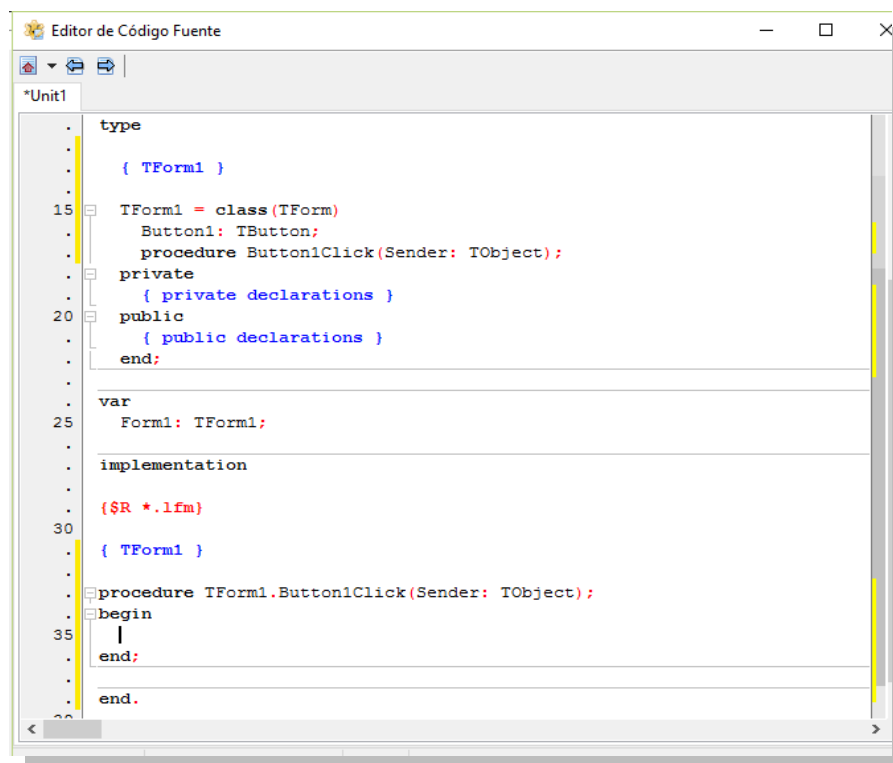 Editor de Código Fuente
*Unit1
. type
.
. { TForm1 }
.
15 TForm1 = class(TForm)
. Button1: TButton;
. procedure Button1Click(Sender: TObject);
. private
. { private declarations }
20 public
. { public declarations }
. end;
.
. var
25 Form1: TForm1;
.
. implementation
.
. {$R *.lfm}
30
. { TForm1 }
.
. procedure TForm1.Button1Click(Sender: TObject);
. begin
35
. end;
.
. end.